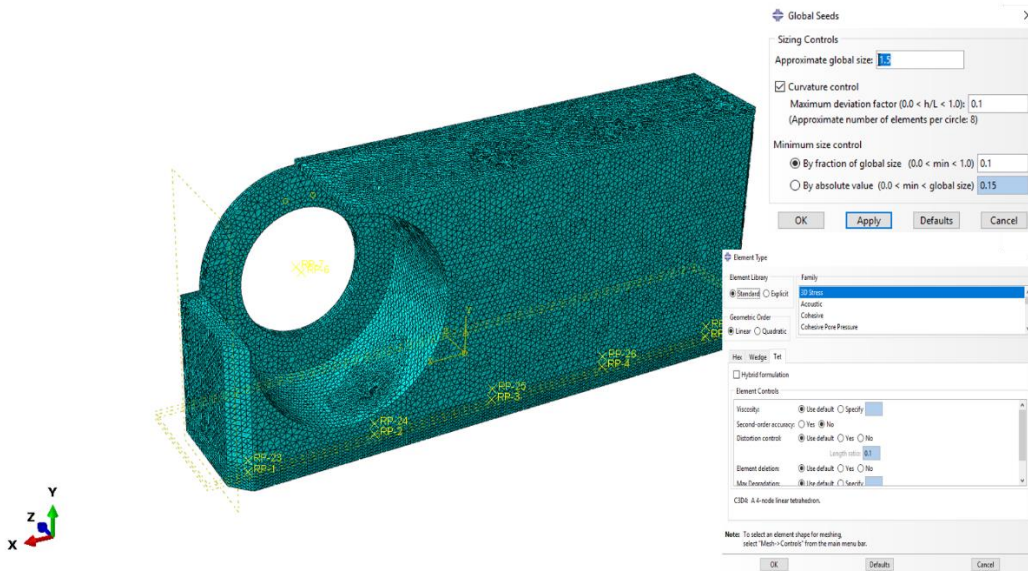 Global Seeds
Sizing Controls
Approximate global size: 1.5
Curvature control
Maximum deviation factor (0.0 < h/L < 1.0): 0.1
(Approximate number of elements per circle: 8)
Minimum size control
By fraction of global size (0.0 < min < 1.0) 0.1
By absolute value (0.0 < min < global size) 0.15
OK Apply Defaults Cancel
Element Type
Element Library Family
Standard Explicit
3D Stress
Acoustic
Cohesive
Cohesive Pore Pressure
Geometric Order
Linear Quadratic
Hex Wedge Tet
Hybrid formulation
Element Controls
Viscosity: Use default Specify
Second-order accuracy: Yes No
Distortion control: Use default Yes No
Length ratio: 0.1
Element deletion: Use default Yes No
Max Degradation: Use default Specify
C3D4: A 4-node linear tetrahedron.
Note: To select an element shape for meshing,
select "Mesh->Controls" from the main menu bar.
OK Defaults Cancel
RP-26
RP-4
RP-25
RP-3
RP-24
RP-2
RP-23
RP-1
Y
Z
X